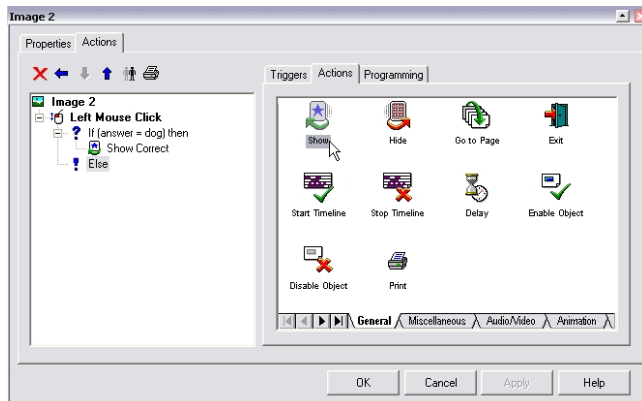 Image 2
Properties
Actions
Image 2
Left Mouse Click
If (answer = dog) then
Show Correct
Else
Triggers
Actions
Programming
Show
Hide
Go to Page
Exit
Start Timeline
Stop Timeline
Delay
Enable Object
Disable Object
Print
General
Miscellaneous
Audio/Video
Animation
OK
Cancel
Apply
Help